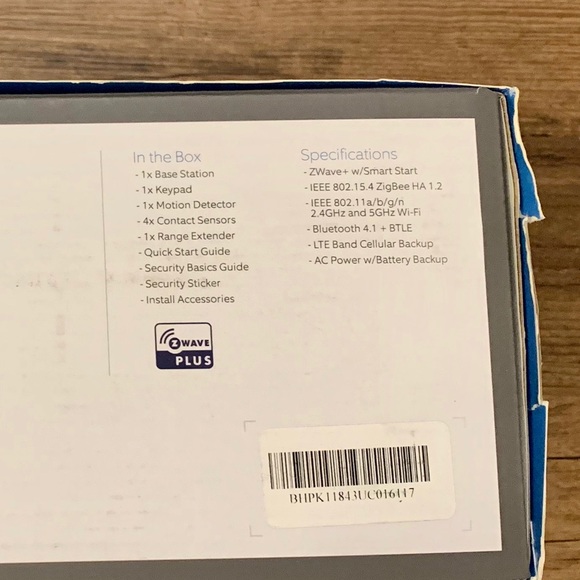 In the Box
- 1x Base Station
- 1x Keypad
- 1x Motion Detector
- 4x Contact Sensors
- 1x Range Extender
- Quick Start Guide
- Security Basics Guide
- Security Sticker
- Install Accessories
Specifications
- ZWave+ w/Smart Start
- IEEE 802.15.4 ZigBee HA 1.2
- IEEE 802.11a/b/g/n
2.4GHz and 5GHz Wi-Fi
- Bluetooth 4.1 + BTLE
- LTE Band Cellular Backup
- AC Power w/Battery Backup
Z WAVE
PLUS
BHPK11843UC016117